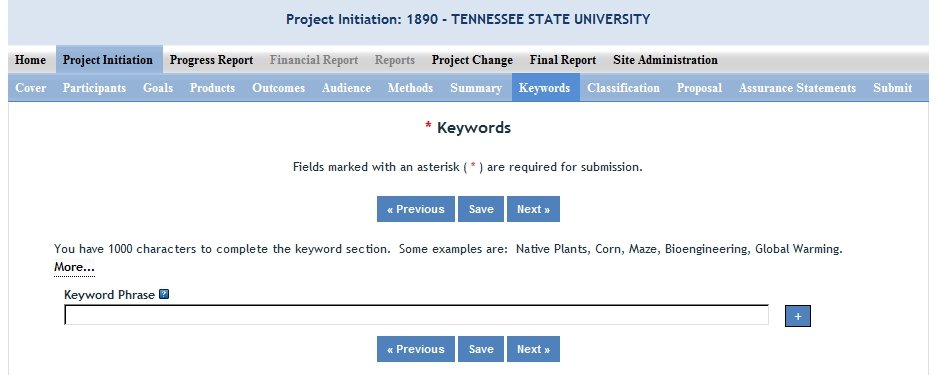 Project Initiation: 1890 - TENNESSEE STATE UNIVERSITY
Home Project Initiation Progress Report Financial Report Reports Project Change Final Report Site Administration
Cover Participants Goals Products Outcomes Audience Methods Summary Keywords Classification Proposal Assurance Statements Submit
* Keywords
Fields marked with an asterisk ( * ) are required for submission.
« Previous Save Next »
You have 1000 characters to complete the keyword section. Some examples are: Native Plants, Corn, Maze, Bioengineering, Global Warming.
More...
Keyword Phrase ?
+
« Previous Save Next »